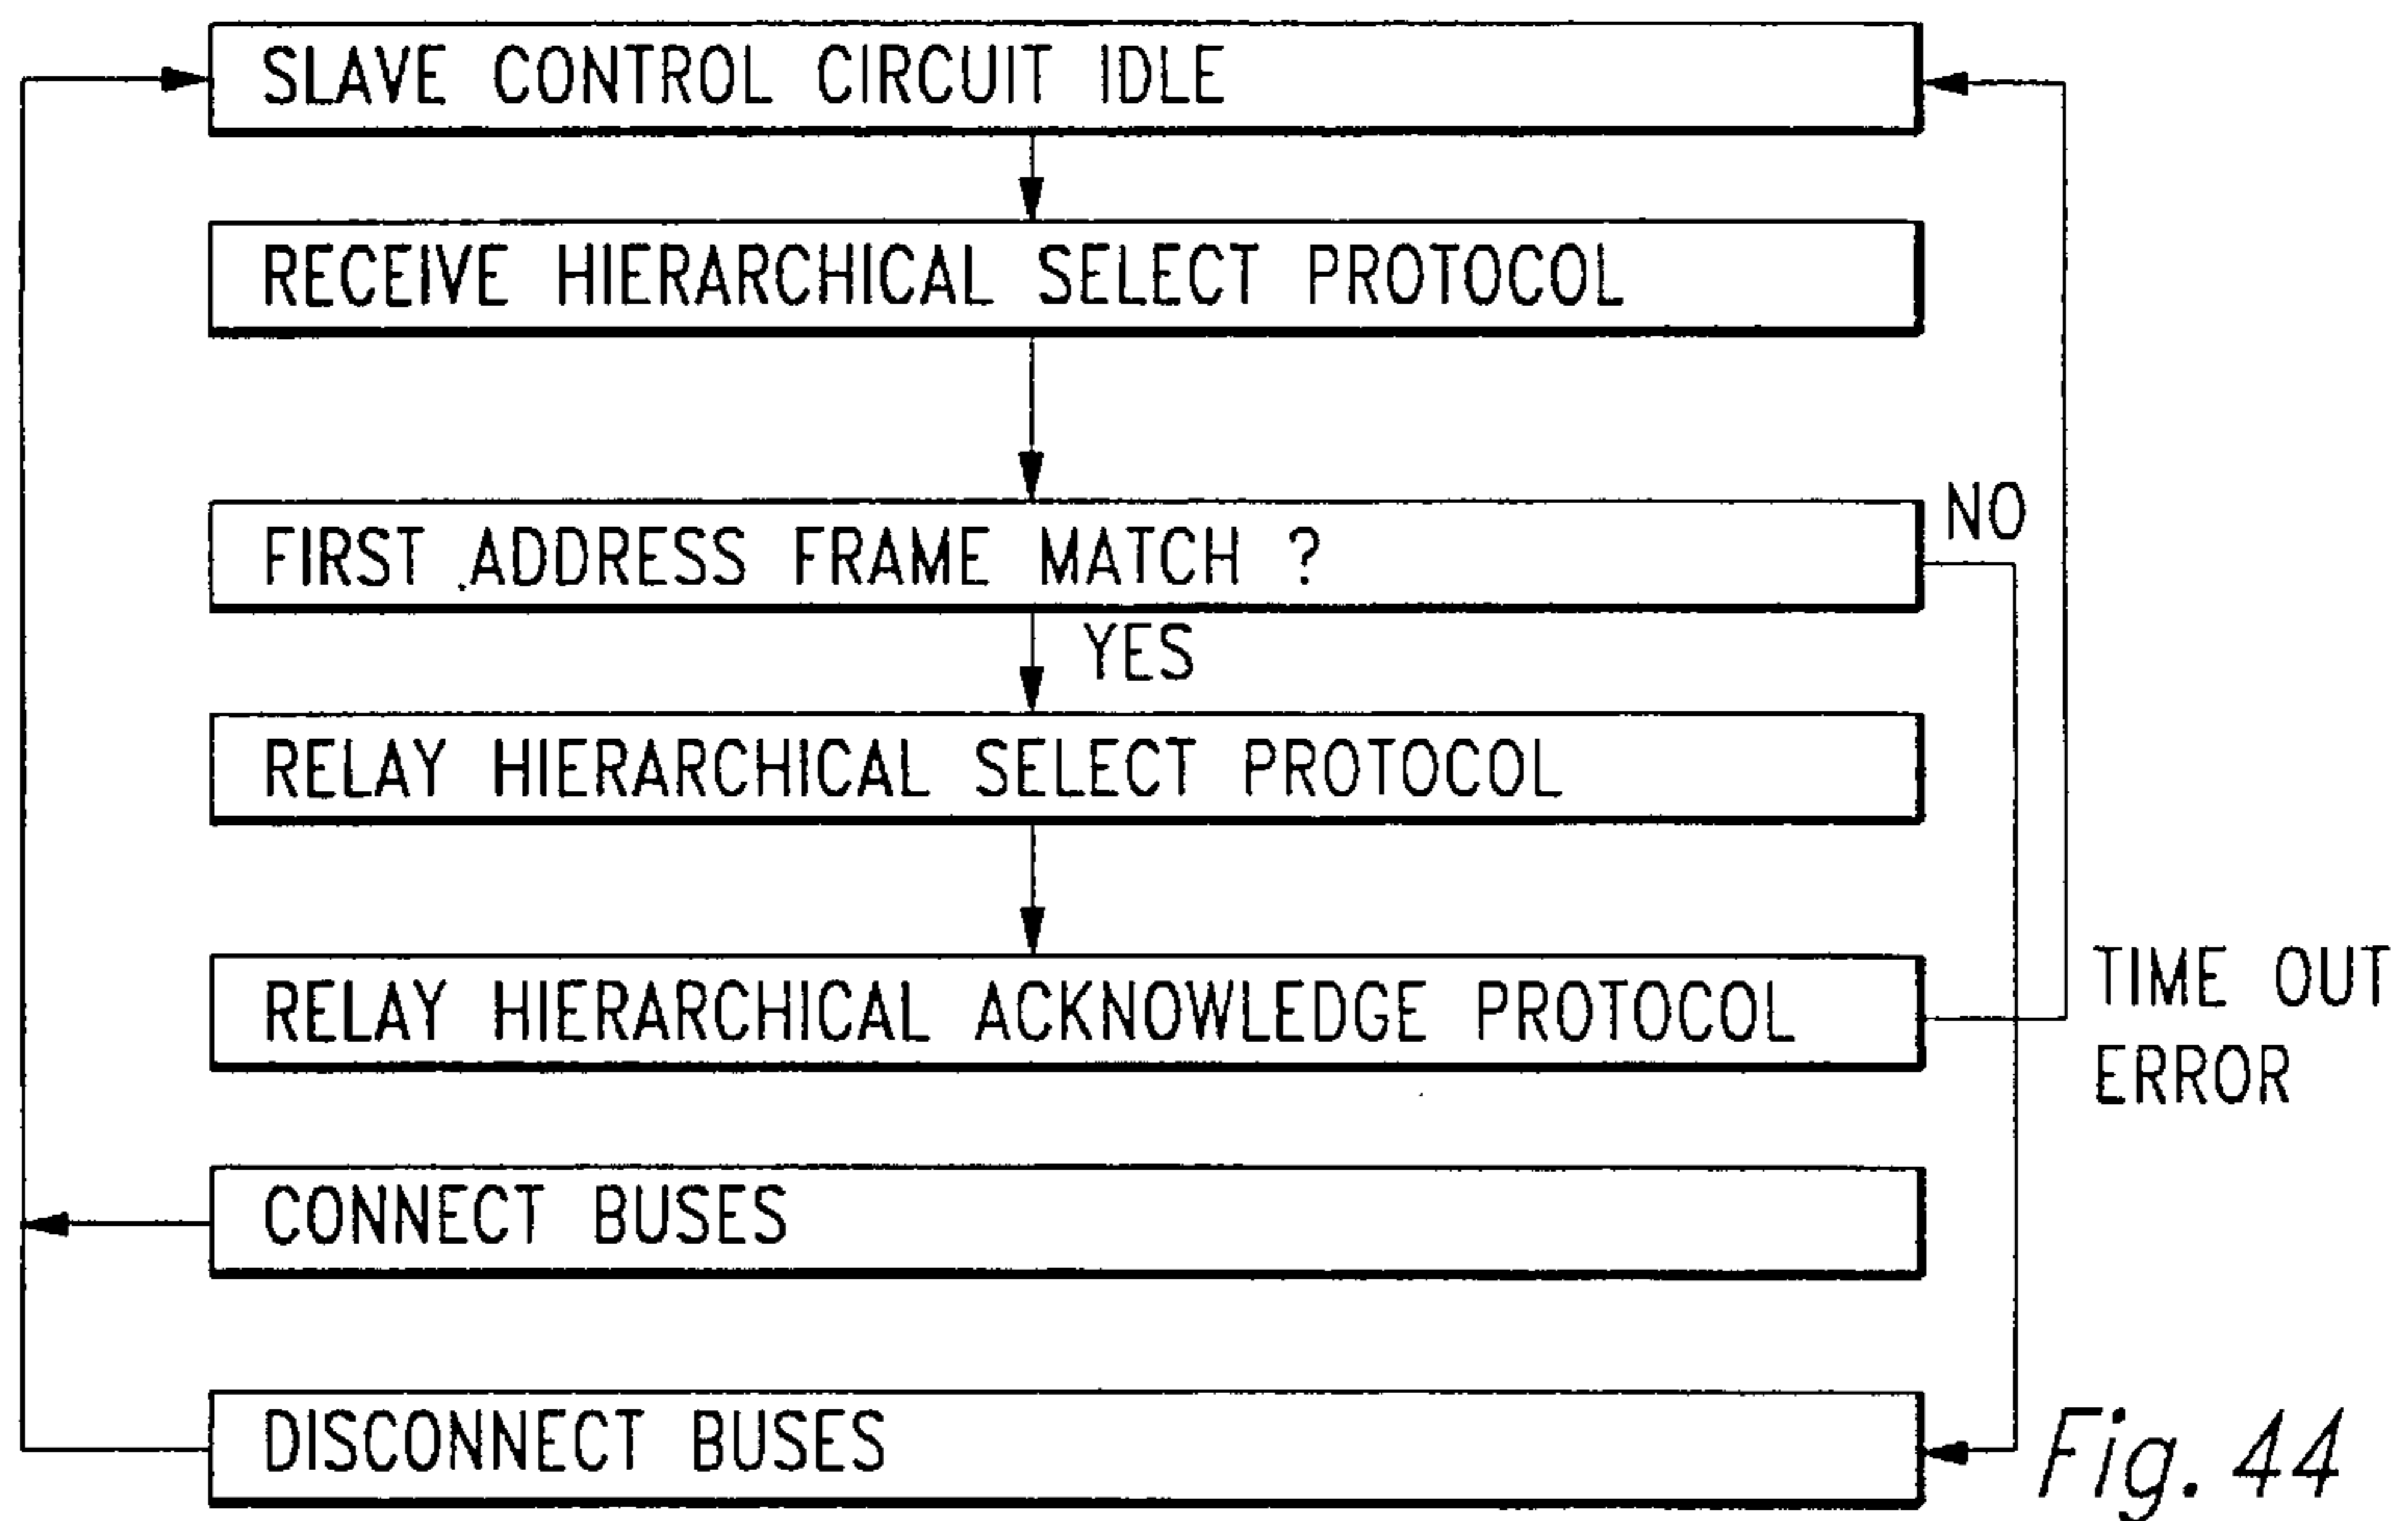 SLAVE CONTROL CIRCUIT IDLE
RECEIVE HIERARCHICAL SELECT PROTOCOL
FIRST ADDRESS FRAME MATCH ?
NO
YES
RELAY HIERARCHICAL SELECT PROTOCOL
RELAY HIERARCHICAL ACKNOWLEDGE PROTOCOL
TIME OUT
ERROR
CONNECT BUSES
DISCONNECT BUSES
Fig. 44